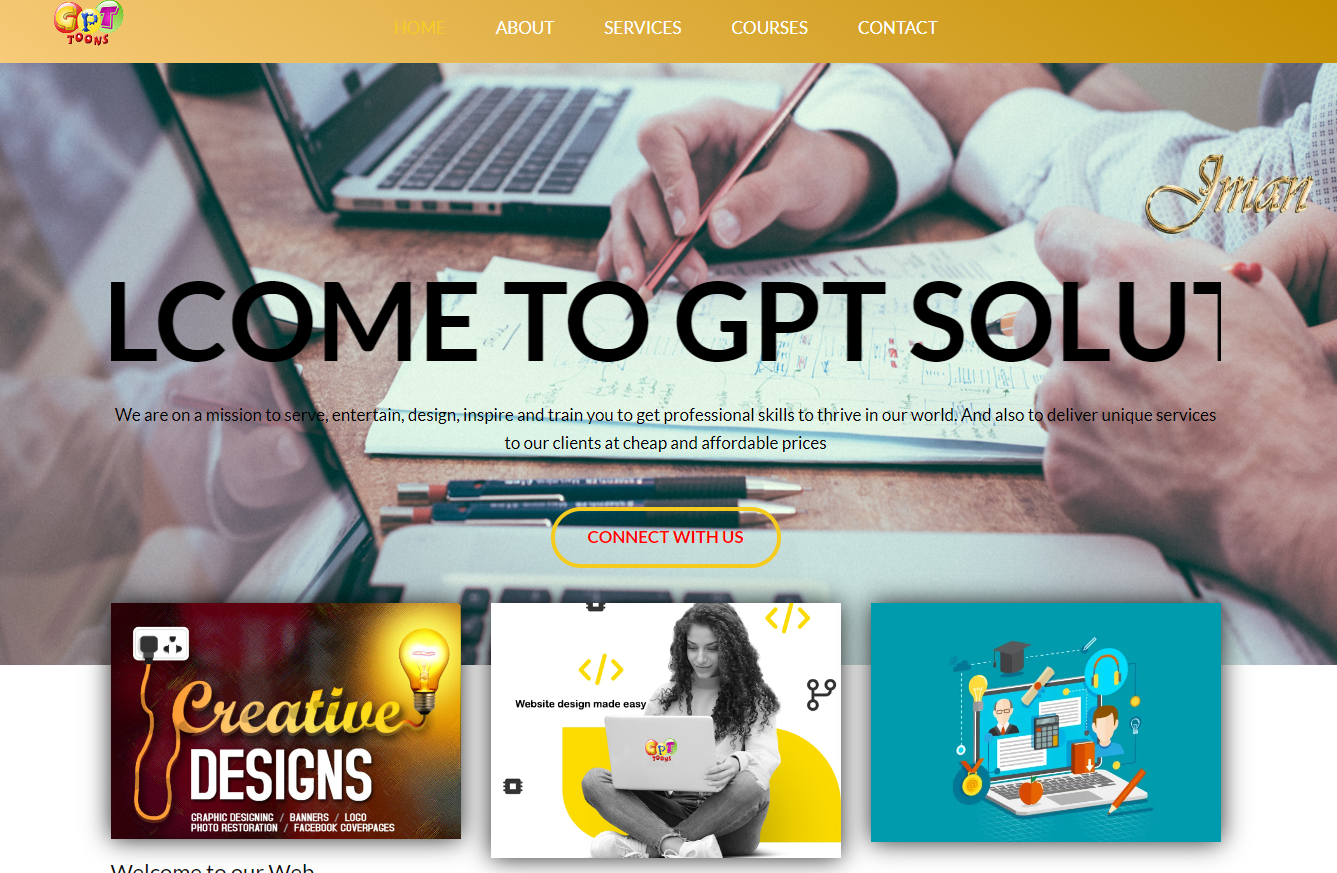 GPT
TOONS
HOME
ABOUT
SERVICES
COURSES
CONTACT
Iman
LCOME TO GPT SOLUT
We are on a mission to serve, entertain, design, inspire and train you to get professional skills to thrive in our world. And also to deliver unique services
to our clients at cheap and affordable prices
CONNECT WITH US
Creative
DESIGNS
GRAPHIC DESIGNING / BANNERS / LOGO
PHOTO RESTORATION / FACEBOOK COVERPAGES
</>
</>
Website design made easy
GPT
TOONS
Welcome to our Web